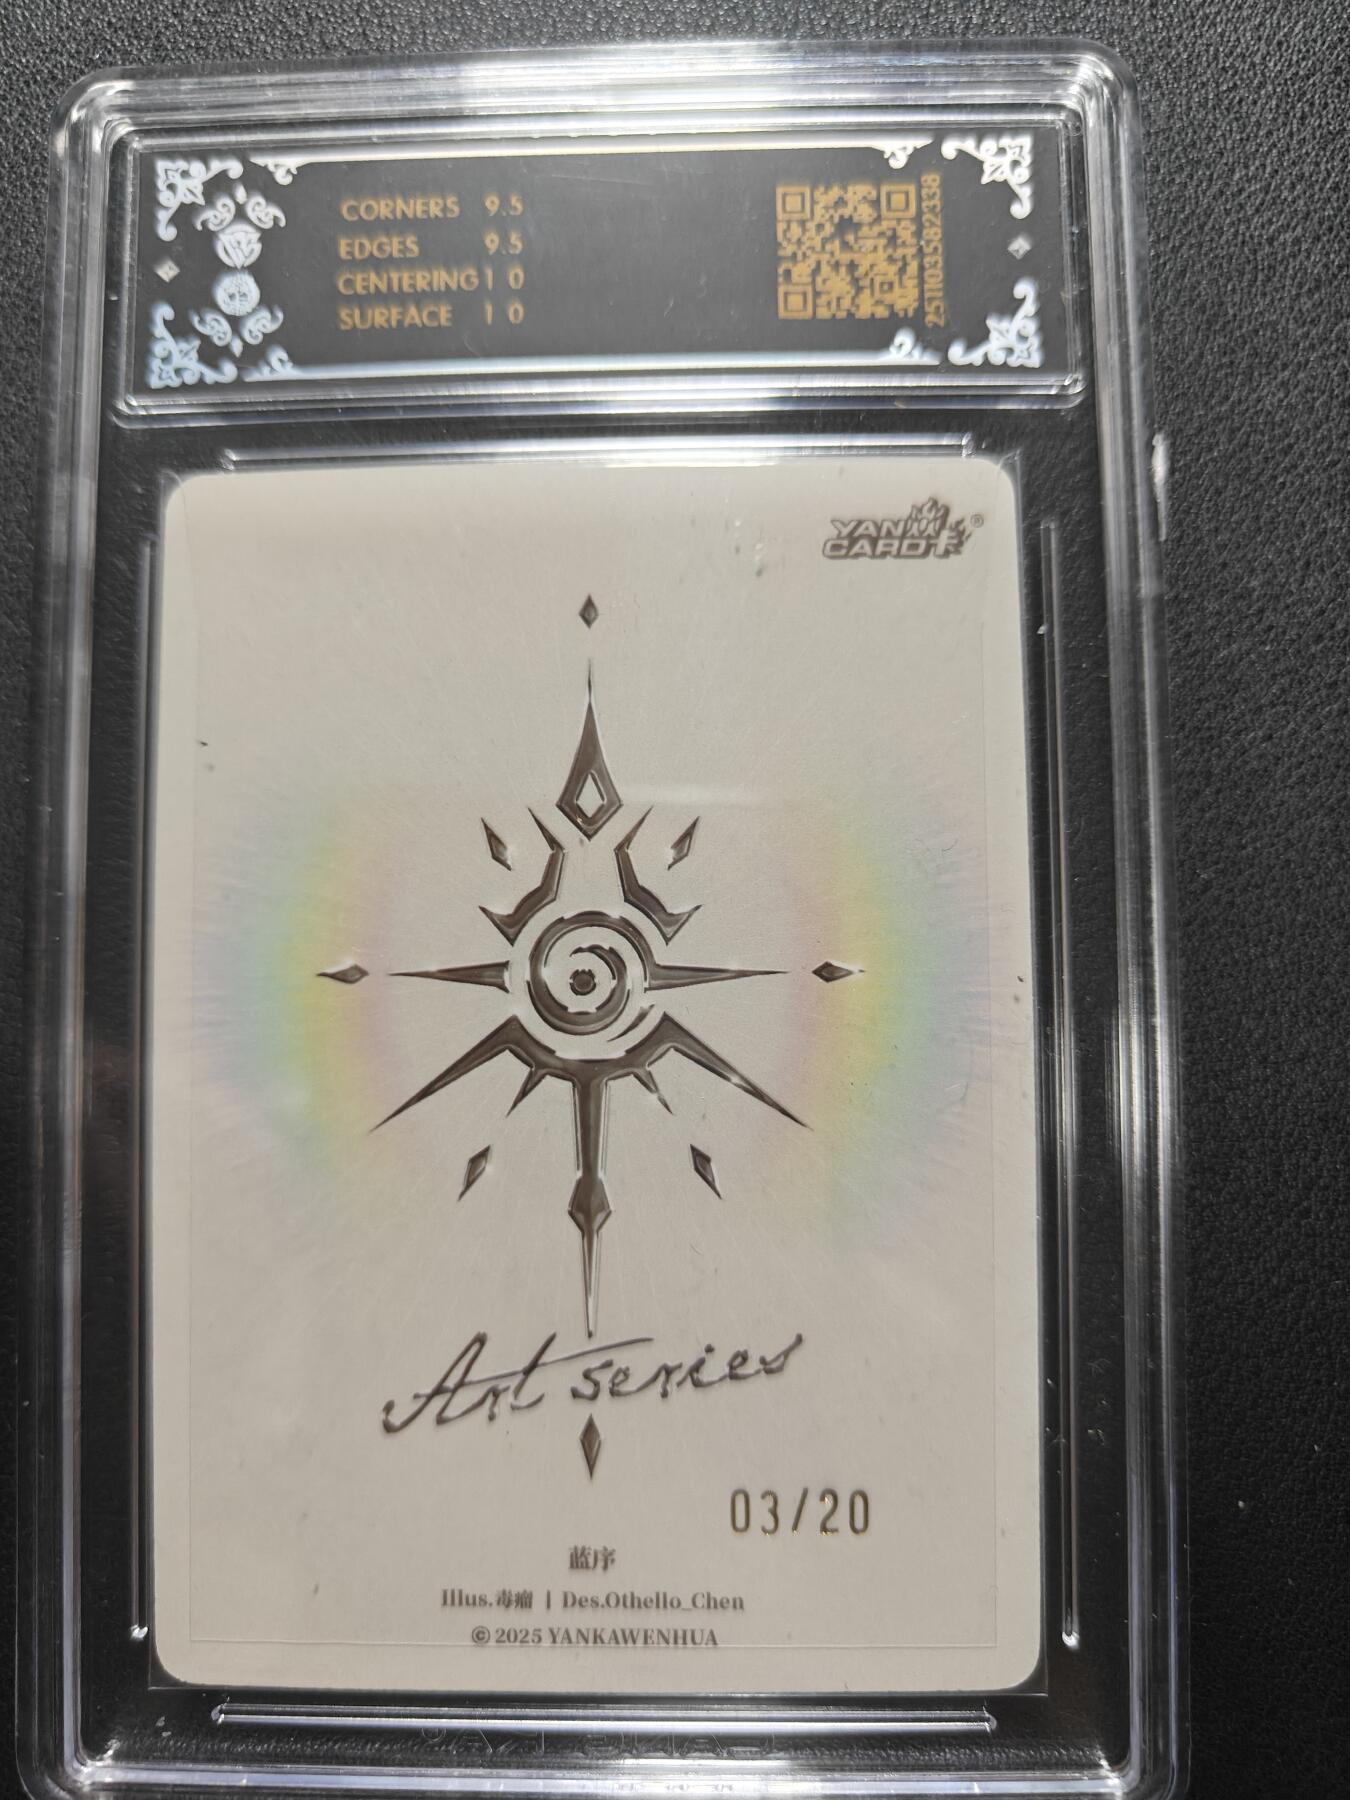 CORNERS 9.5
EDGES 9.5
CENTERING 10
SURFACE 10
2511035872338
YAN
CARD卡®
Art series
03/20
蓝序
Illus.毒瘤 | Des.Othello_Chen
© 2025 YANKAWENHUA